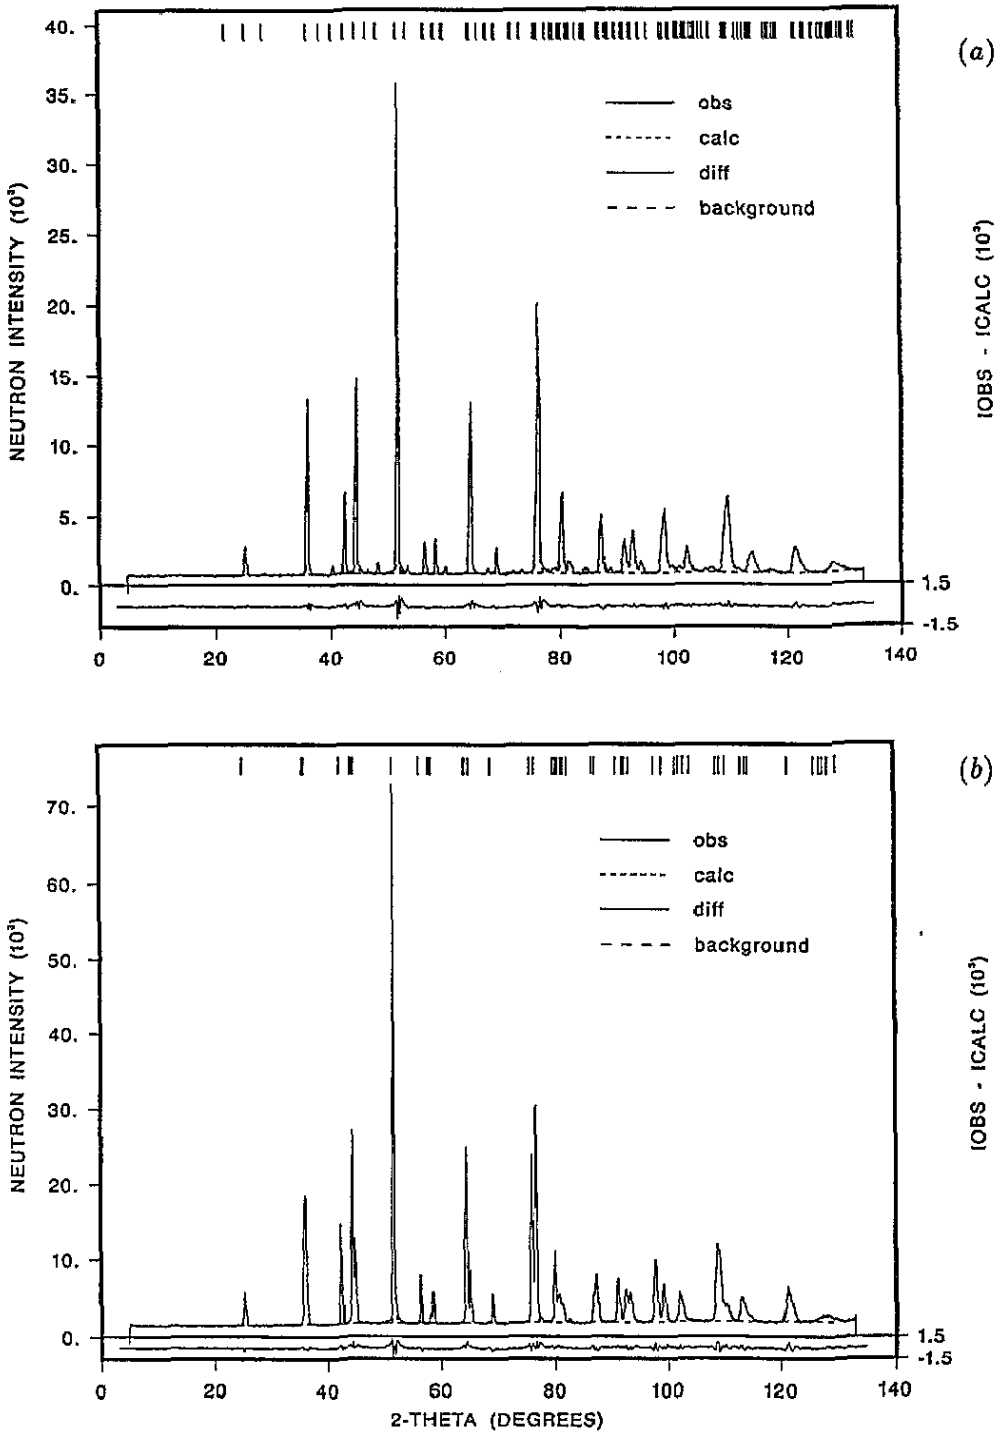 (a)
40.
35.
30.
25.
20.
15.
10.
5.
0.
NEUTRON INTENSITY (10³)
obs
calc
diff
background
IOBS - ICALC (10³)
1.5
-1.5
0 20 40 60 80 100 120 140
(b)
70.
60.
50.
40.
30.
20.
10.
0.
NEUTRON INTENSITY (10³)
obs
calc
diff
background
IOBS - ICALC (10³)
1.5
-1.5
0 20 40 60 80 100 120 140
2-THETA (DEGREES)